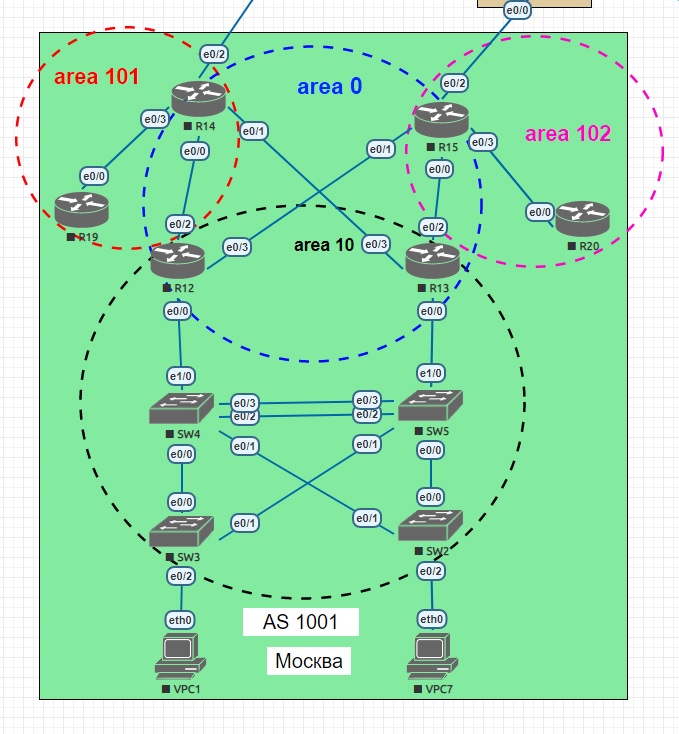 e0/0
e0/2
area 101
area 0
e0/2
area 102
R14
e0/3
e0/1
R15
e0/3
e0/0
e0/1
e0/0
e0/0
e0/0
R19
e0/2
e0/3
area 10
e0/3
e0/2
R20
R12
R13
e0/0
e0/0
e1/0
e1/0
e0/3
e0/3
e0/2
e0/2
SW4
SW5
e0/1
e0/1
e0/0
e0/0
e0/0
e0/0
e0/1
e0/1
SW3
SW2
e0/2
e0/2
eth0
eth0
AS 1001
Москва
VPC1
VPC7